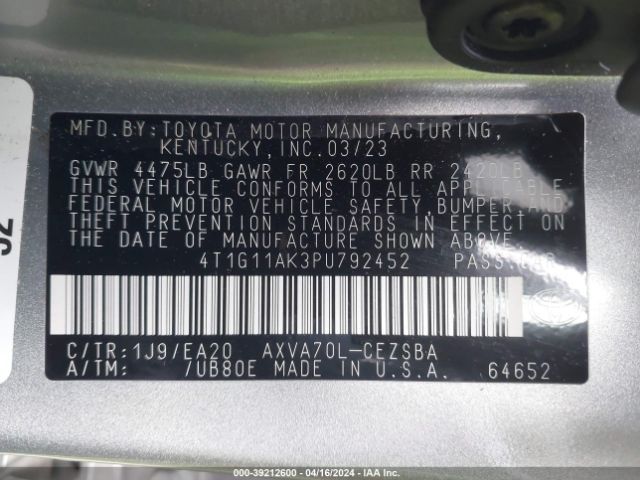 MFD. BY: TOYOTA MOTOR MANUFACTURING,
KENTUCKY, INC. 03/23
GVWR 4475LB GAWR FR 2620LB RR 2420LB
THIS VEHICLE CONFORMS TO ALL APPLICABLE
FEDERAL MOTOR VEHICLE SAFETY, BUMPER AND
THEFT PREVENTION STANDARDS IN EFFECT ON
THE DATE OF MANUFACTURE SHOWN ABOVE.
4T1G11AK3PU792452 PASS.CAR
C/TR: 1J9/EA20 AXVA70L-CEZSBA
A/TM: /UB80E MADE IN U.S.A. 64652
52
000-39212600 - 04/16/2024 - IAA Inc.